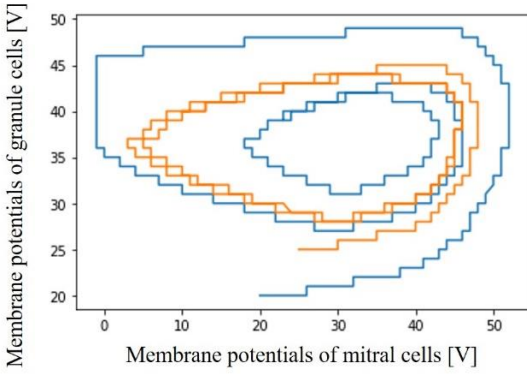 Membrane potentials of granule cells [V]
50
45
40
35
30
25
20
0 10 20 30 40 50
Membrane potentials of mitral cells [V]